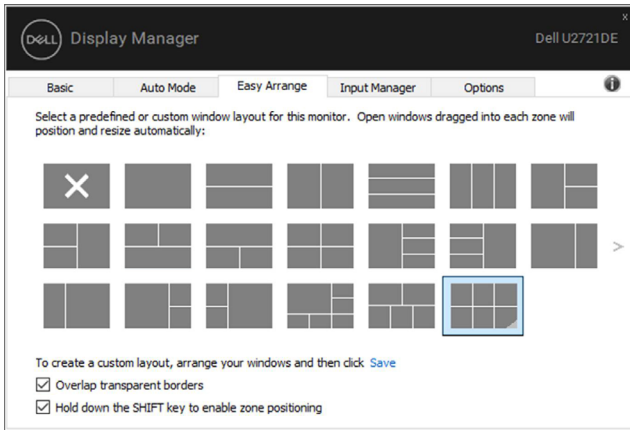 x
DELL Display Manager
Dell U2721DE
Basic Auto Mode Easy Arrange Input Manager Options i
Select a predefined or custom window layout for this monitor. Open windows dragged into each zone will
position and resize automatically:
>
To create a custom layout, arrange your windows and then click Save
Overlap transparent borders
Hold down the SHIFT key to enable zone positioning